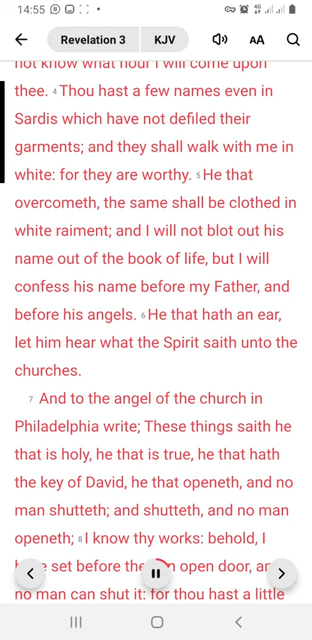 14:55
Revelation 3 KJV
AA
not know what hour I will come upon
thee. 4 Thou hast a few names even in
Sardis which have not defiled their
garments; and they shall walk with me in
white: for they are worthy. 5 He that
overcometh, the same shall be clothed in
white raiment; and I will not blot out his
name out of the book of life, but I will
confess his name before my Father, and
before his angels. 6 He that hath an ear,
let him hear what the Spirit saith unto the
churches.
7 And to the angel of the church in
Philadelphia write; These things saith he
that is holy, he that is true, he that hath
the key of David, he that openeth, and no
man shutteth; and shutteth, and no man
openeth; 8 I know thy works: behold, I
set before open door,
no man can shut it: for thou hast a little